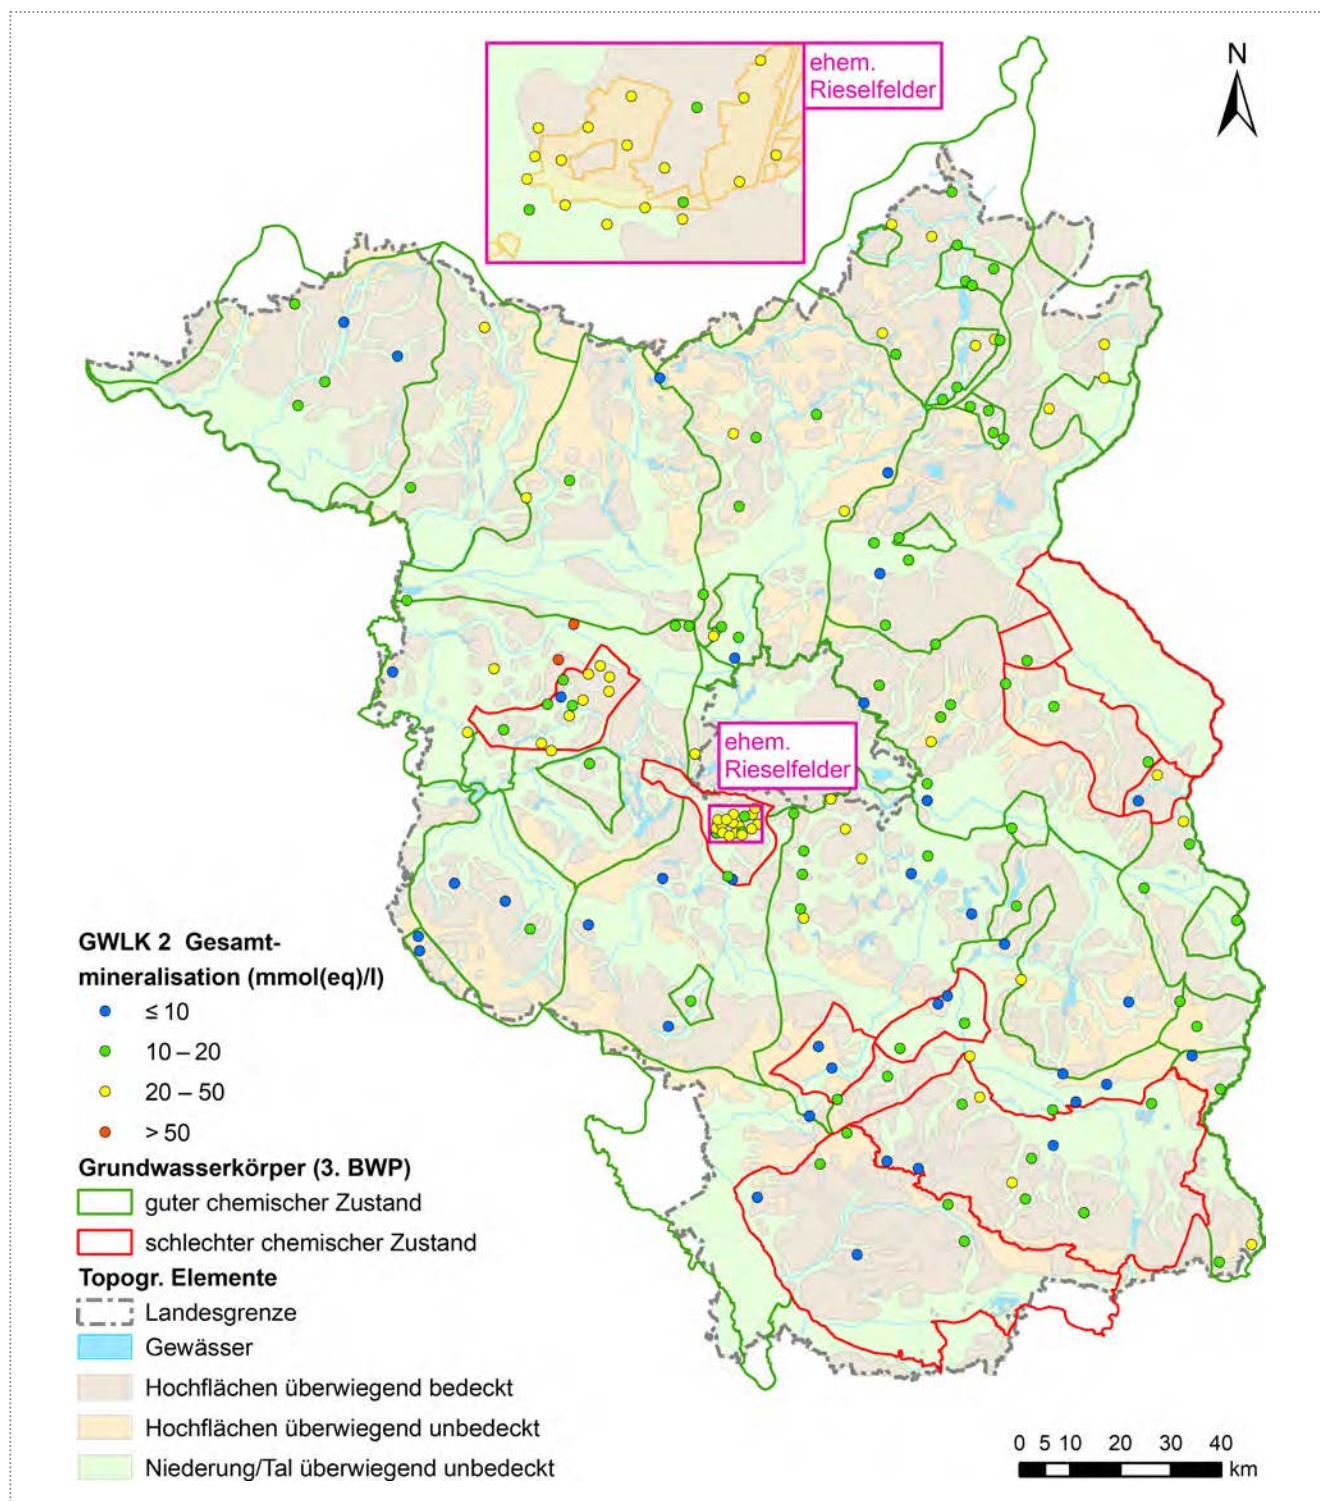 ehem.
Rieselfelder
N
ehem.
Rieselfelder
GWLK 2 Gesamt-
mineralisation (mmol(eq)/l)
≤ 10
10 – 20
20 – 50
> 50
Grundwasserkörper (3. BWP)
guter chemischer Zustand
schlechter chemischer Zustand
Topogr. Elemente
Landesgrenze
Gewässer
Hochflächen überwiegend bedeckt
Hochflächen überwiegend unbedeckt
Niederung/Tal überwiegend unbedeckt
0 5 10 20 30 40
km